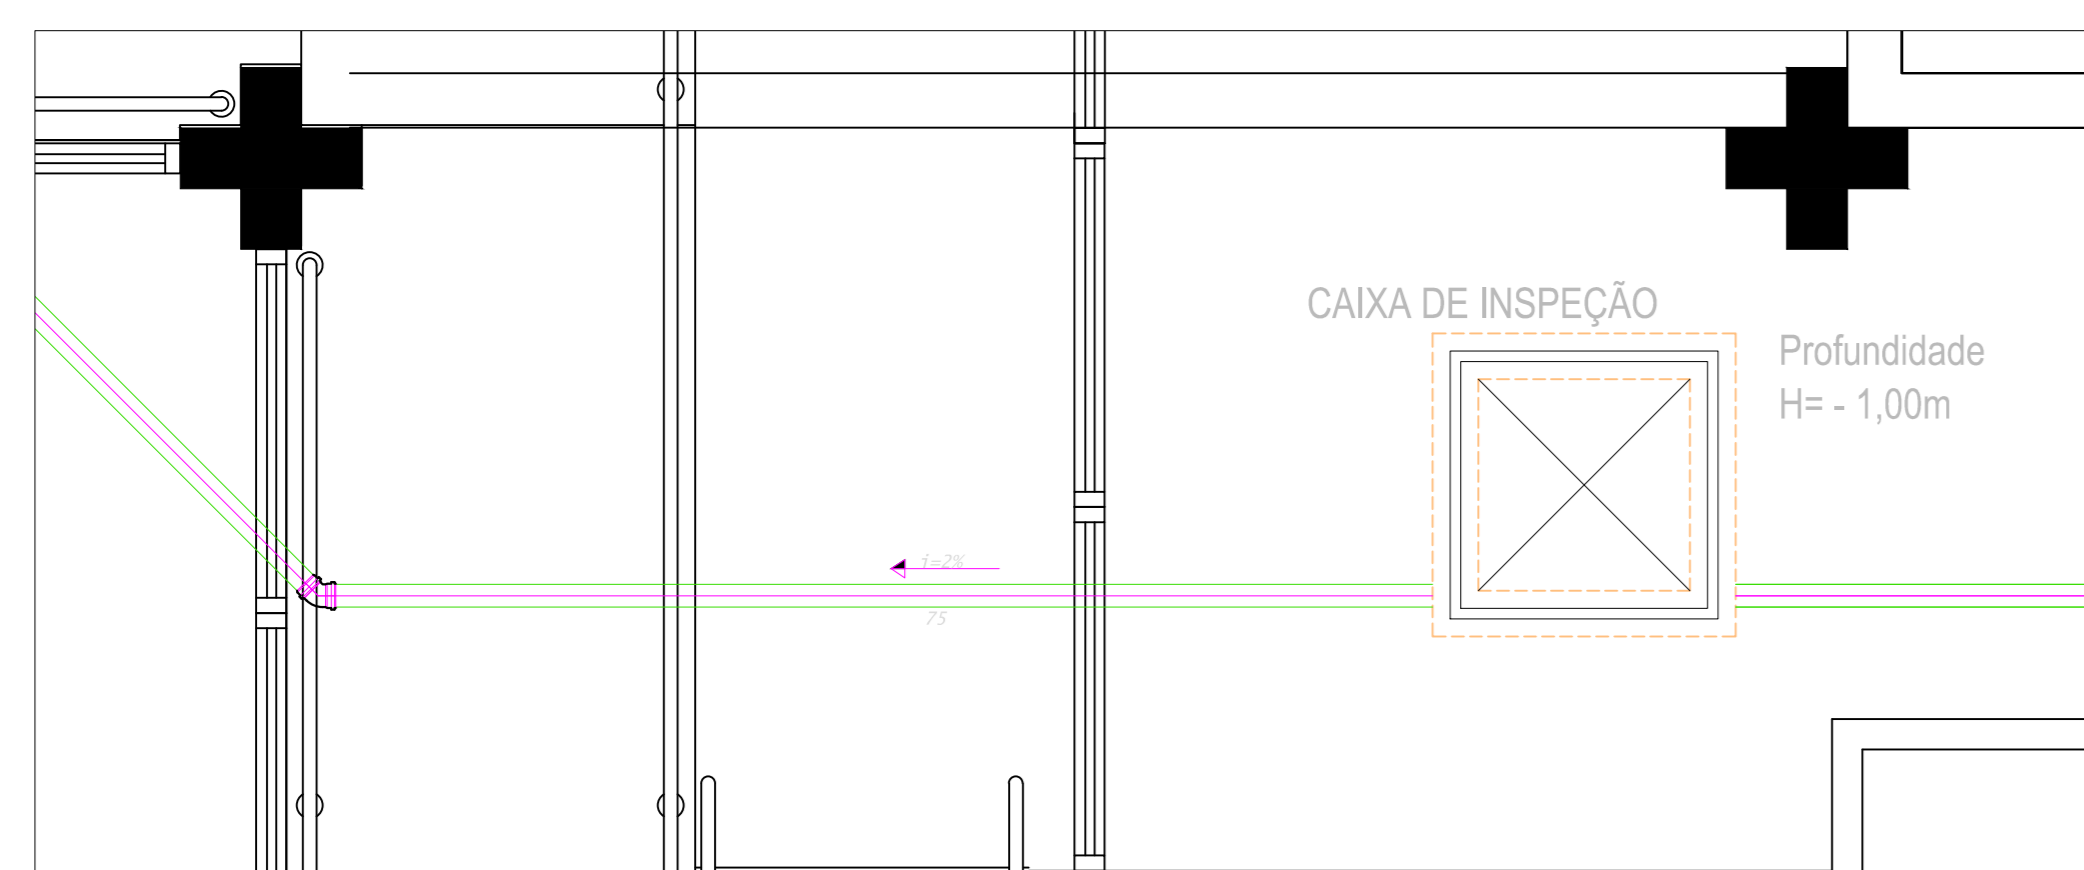 CAIXA DE INSPEÇÃO
Profundidade
H= - 1,00m
i=2%
75